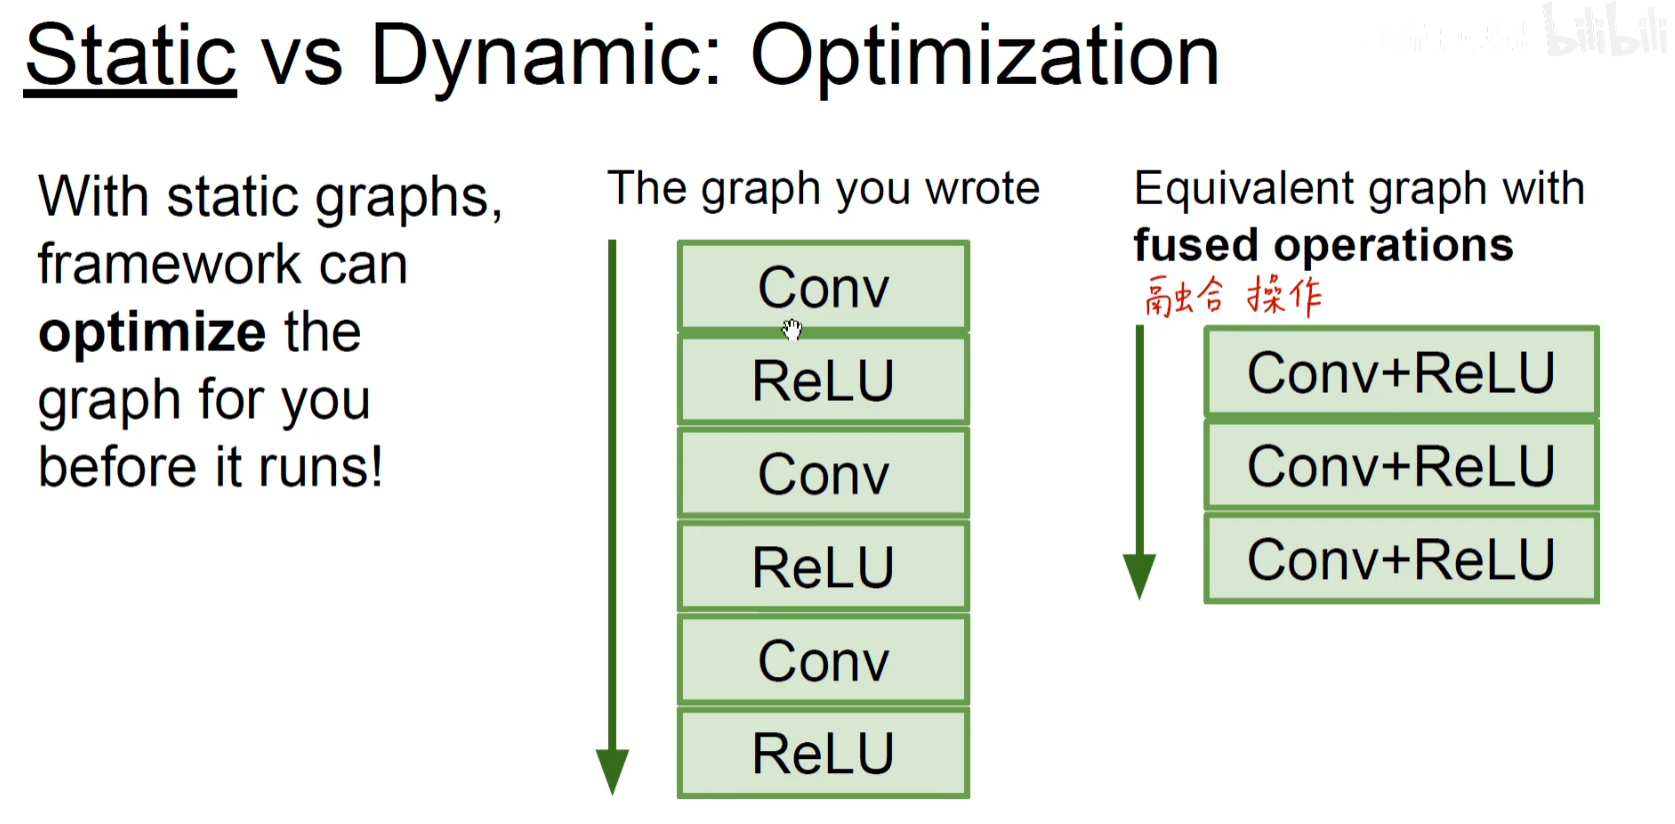 bilibili
Static vs Dynamic: Optimization
With static graphs,
framework can
optimize the
graph for you
before it runs!
The graph you wrote
Conv
ReLU
Conv
ReLU
Conv
ReLU
Equivalent graph with
fused operations
融合 操作
Conv+ReLU
Conv+ReLU
Conv+ReLU